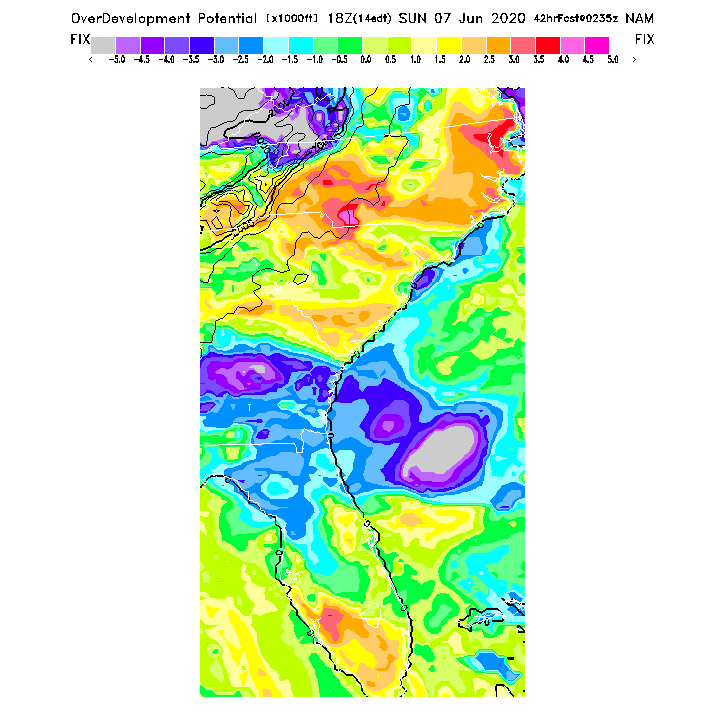 OverDevelopment Potential [x1000ft] 18Z(14edt) SUN 07 Jun 2020 42hrFcst@0235z NAM
FIX FIX
< -5.0 -4.5 -4.0 -3.5 -3.0 -2.5 -2.0 -1.5 -1.0 -0.5 0.0 0.5 1.0 1.5 2.0 2.5 3.0 3.5 4.0 4.5 5.0 >